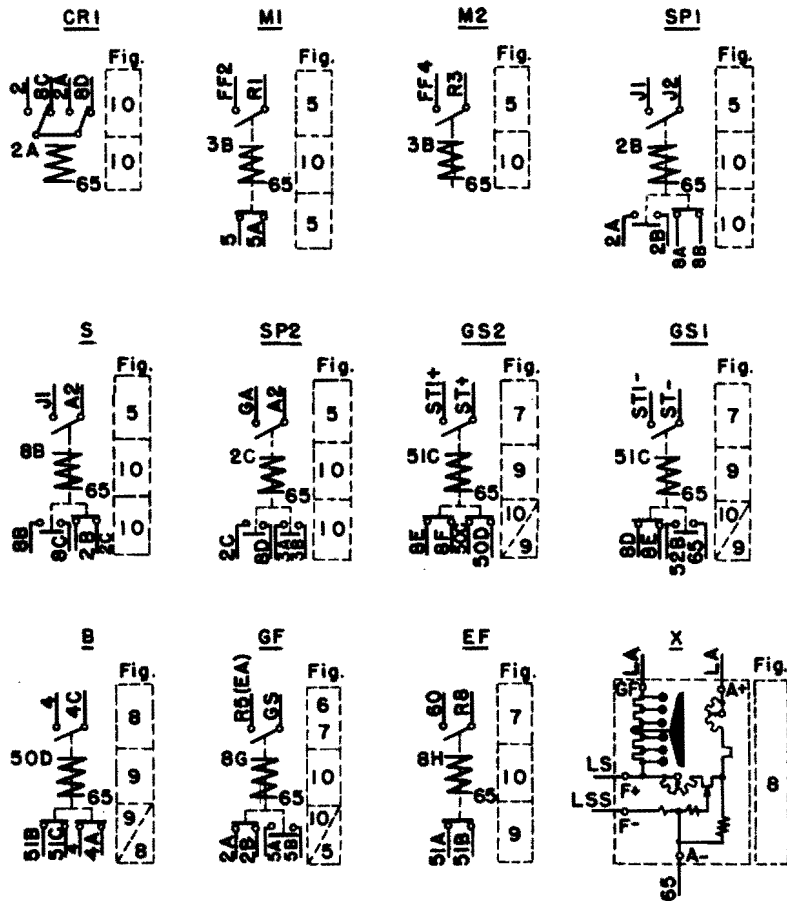 CR1
M1
M2
SP1
Fig.
Fig.
Fig.
Fig.
2 8C 2A 8D
10
2A
65
10
FF2 R1
5
3B
65
10
5 5A
5
FF4 R3
5
3B
65
10
J1 J2
5
2B
65
10
2A 2B 8A 8B
10
S
SP2
GS2
GS1
Fig.
Fig.
Fig.
Fig.
J1 A2
5
8B
65
10
8B 8C 2B 2C
10
GA A2
5
2C
65
10
2C 8D 3A 3B
10
ST1+ ST+
7
51C
65
9
8E 8F 50C 50D
10/9
ST1- ST-
7
51C
65
9
8D 8E 52B 65
10/9
B
GF
EF
X
Fig.
Fig.
Fig.
Fig.
4 4C
8
50D
65
9
51B 51C 4 4A
9/8
R5(EA) GS
6
7
8G
65
10
2A 2B 5A 5B
10/5
60 R8
7
8H
65
10
51A 51B
9
LA LA
GF A+
LS
F+
LSS
F-
A-
65
8